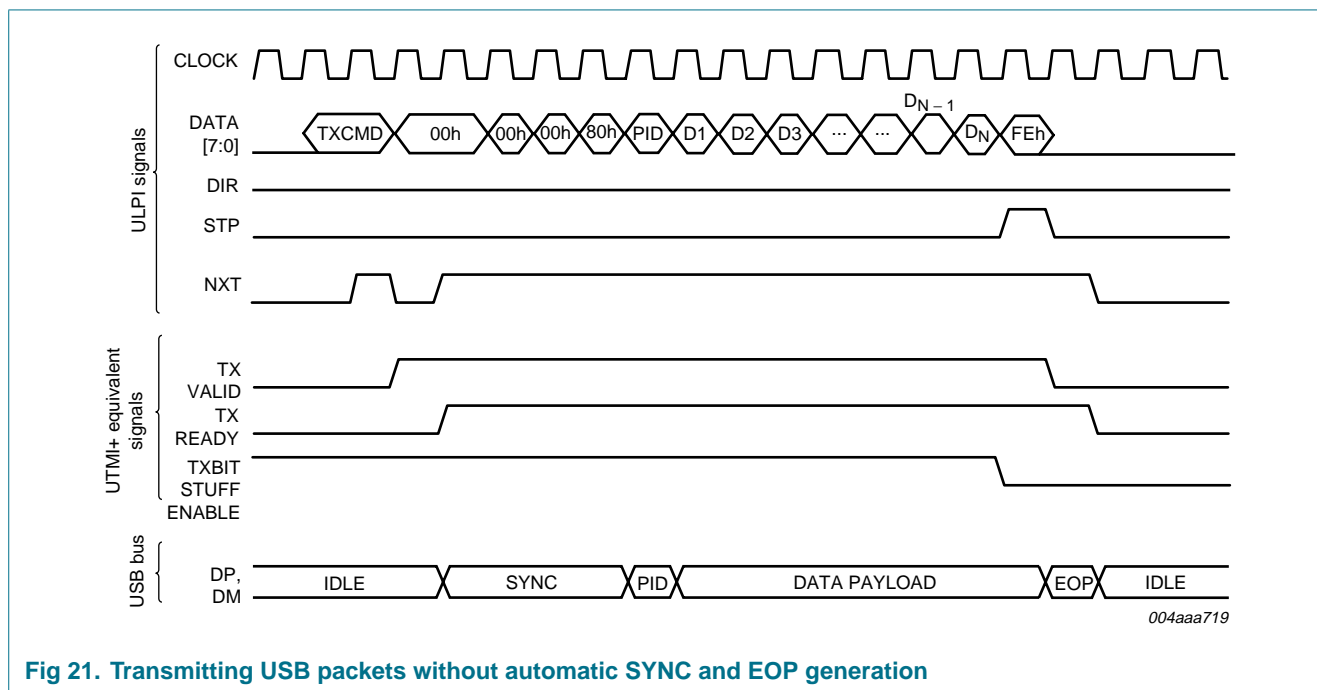 ULPI signals
CLOCK
DATA
[7:0]
TXCMD
00h
00h
00h
80h
PID
D1
D2
D3
...
...
DN − 1
DN
FEh
DIR
STP
NXT
UTMI+ equivalent
signals
TX
VALID
TX
READY
TXBIT
STUFF
ENABLE
USB bus
DP,
DM
IDLE
SYNC
PID
DATA PAYLOAD
EOP
IDLE
004aaa719
Fig 21. Transmitting USB packets without automatic SYNC and EOP generation